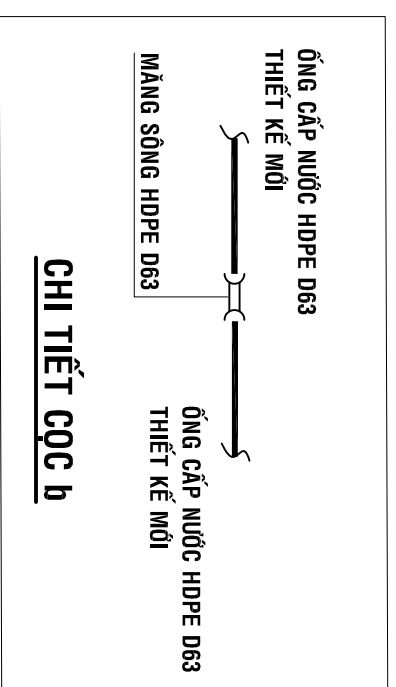 ỐNG CẤP NƯỚC HDPE D63
THIẾT KẾ MỚI
MĂNG SÔNG HDPE D63
ỐNG CẤP NƯỚC HDPE D63
THIẾT KẾ MỚI
CHI TIẾT CỌC b